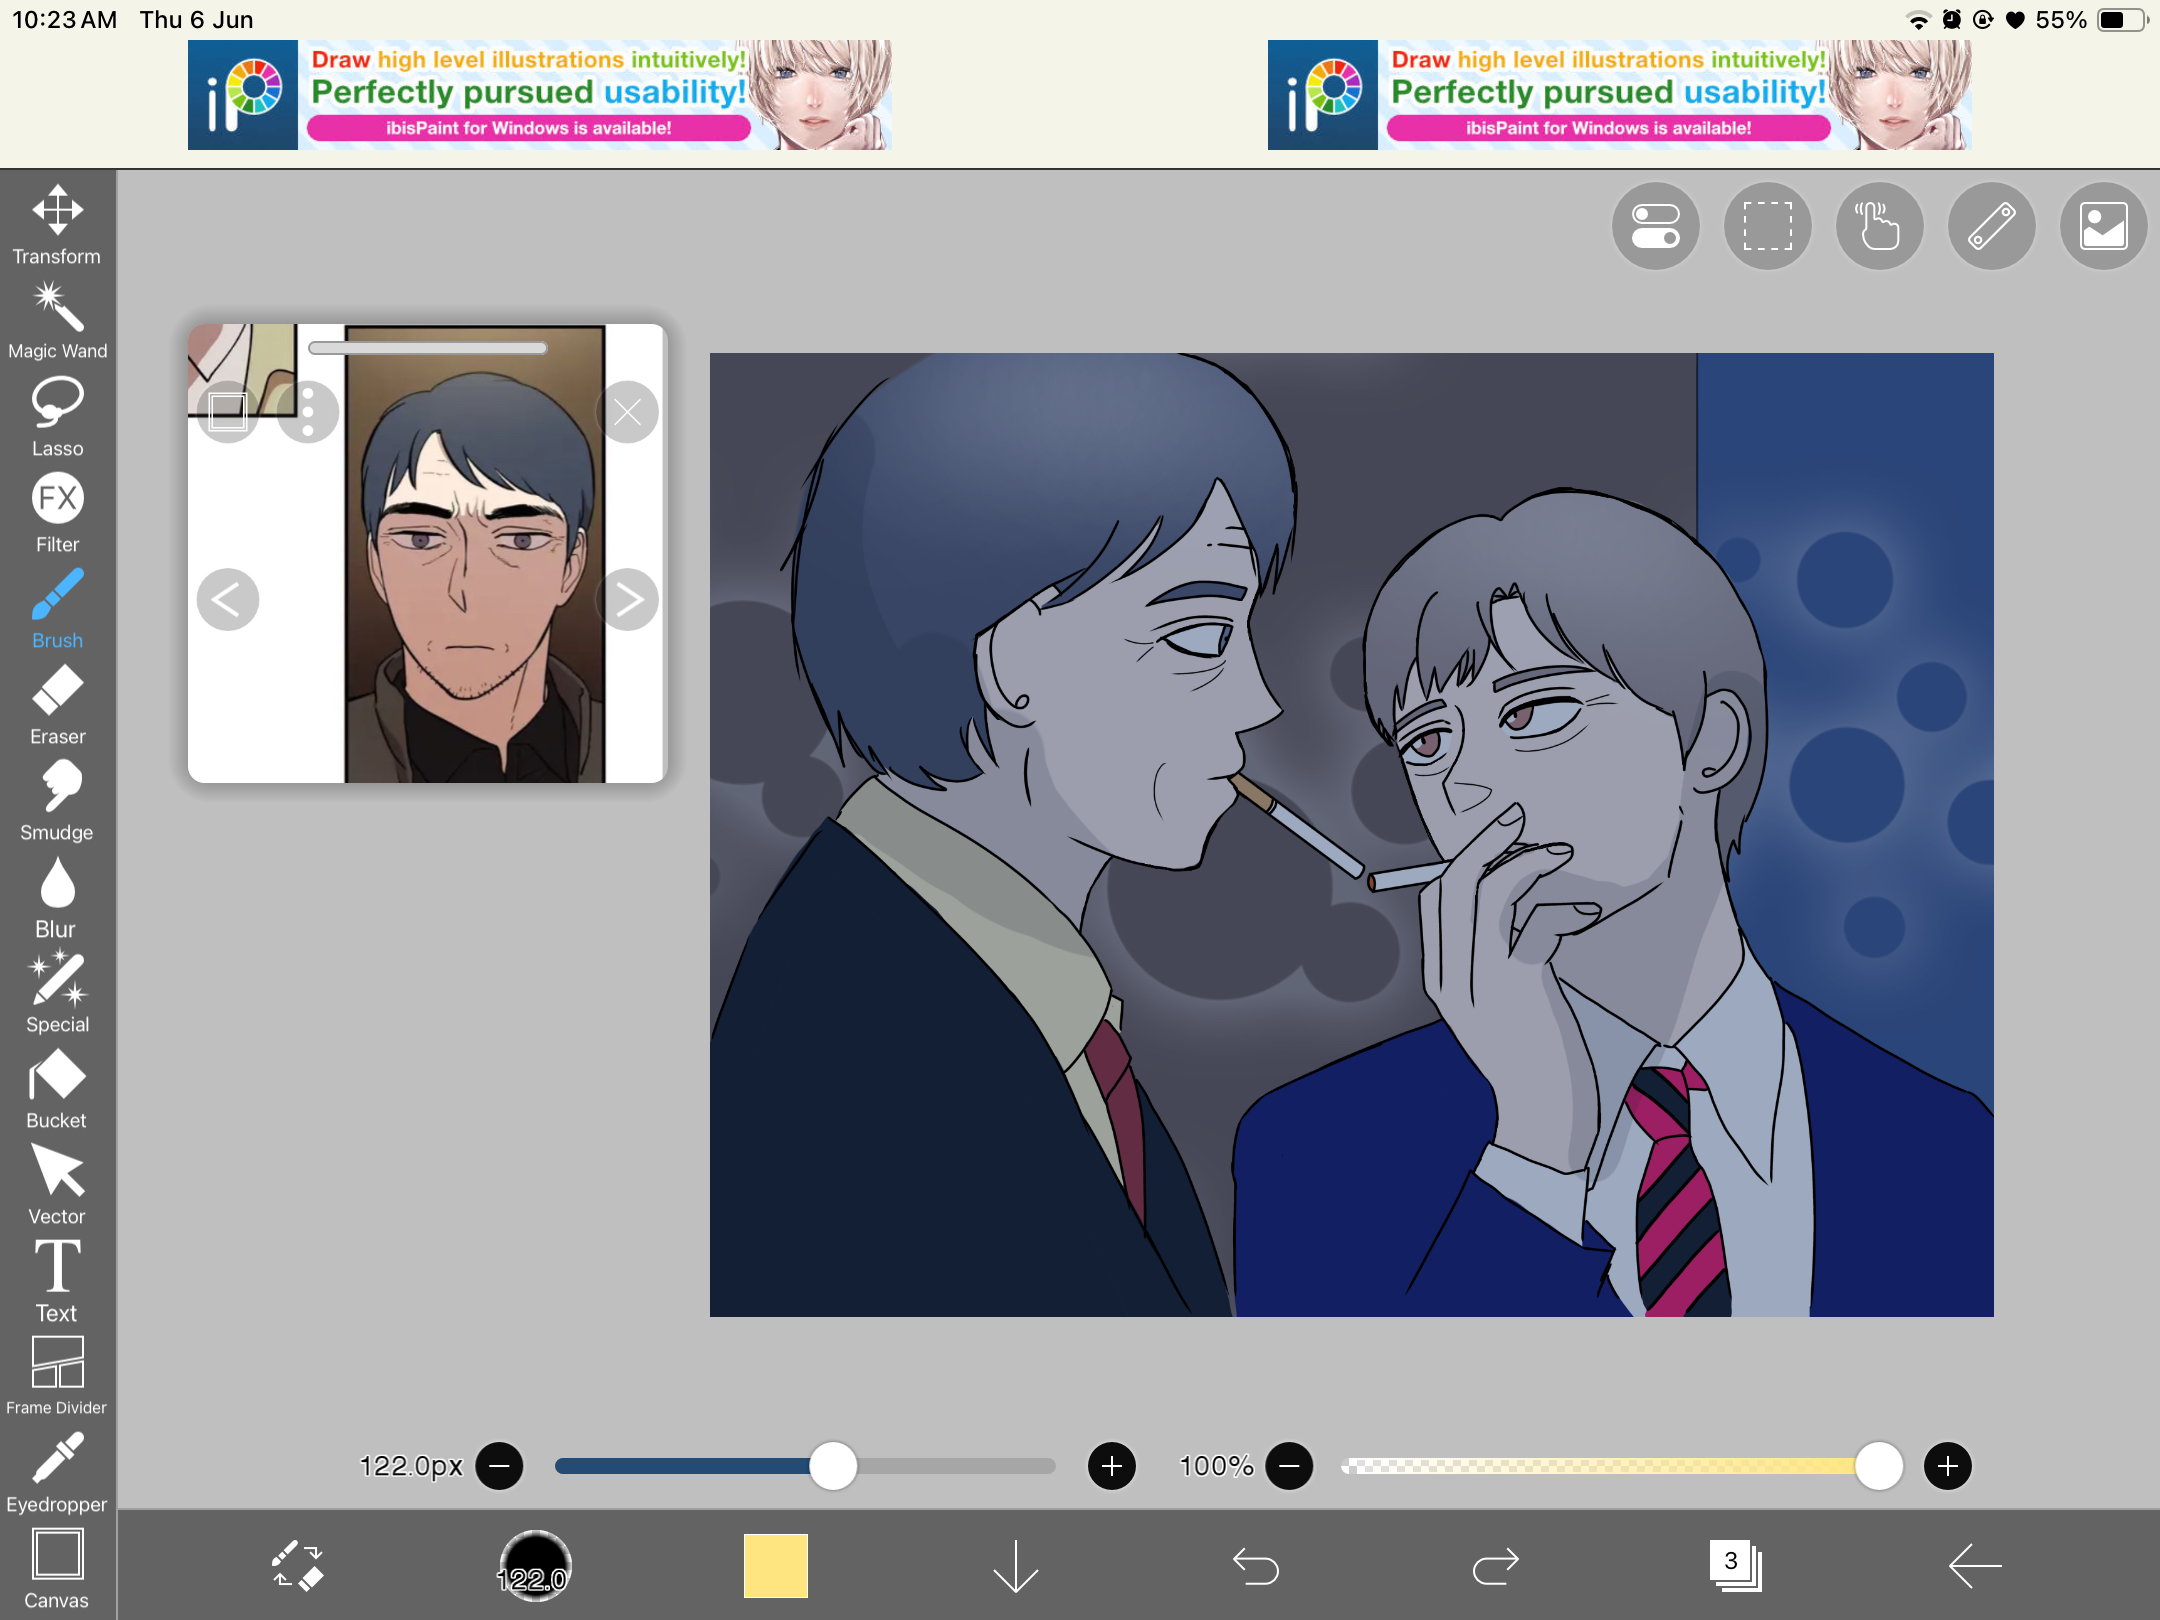 10:23 AM Thu 6 Jun
55%
iP
Draw high level illustrations intuitively!
Perfectly pursued usability!
ibisPaint for Windows is available!
iP
Draw high level illustrations intuitively!
Perfectly pursued usability!
ibisPaint for Windows is available!
Transform
Magic Wand
Lasso
FX
Filter
Brush
Eraser
Smudge
Blur
Special
Bucket
Vector
T
Text
Frame Divider
Eyedropper
Canvas
122.0px
100%
122.0
3